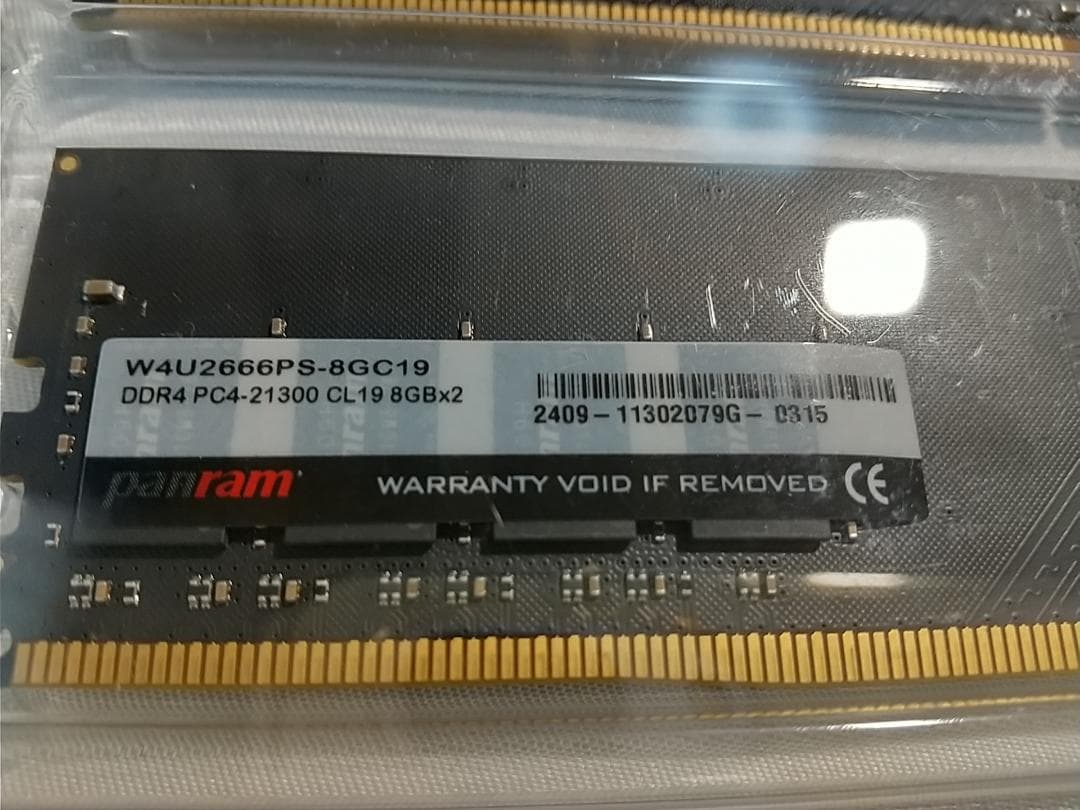 W4U2666PS-8GC19
DDR4 PC4-21300 CL19 8GBx2
2409-11302079G-0315
panram
WARRANTY VOID IF REMOVED CE